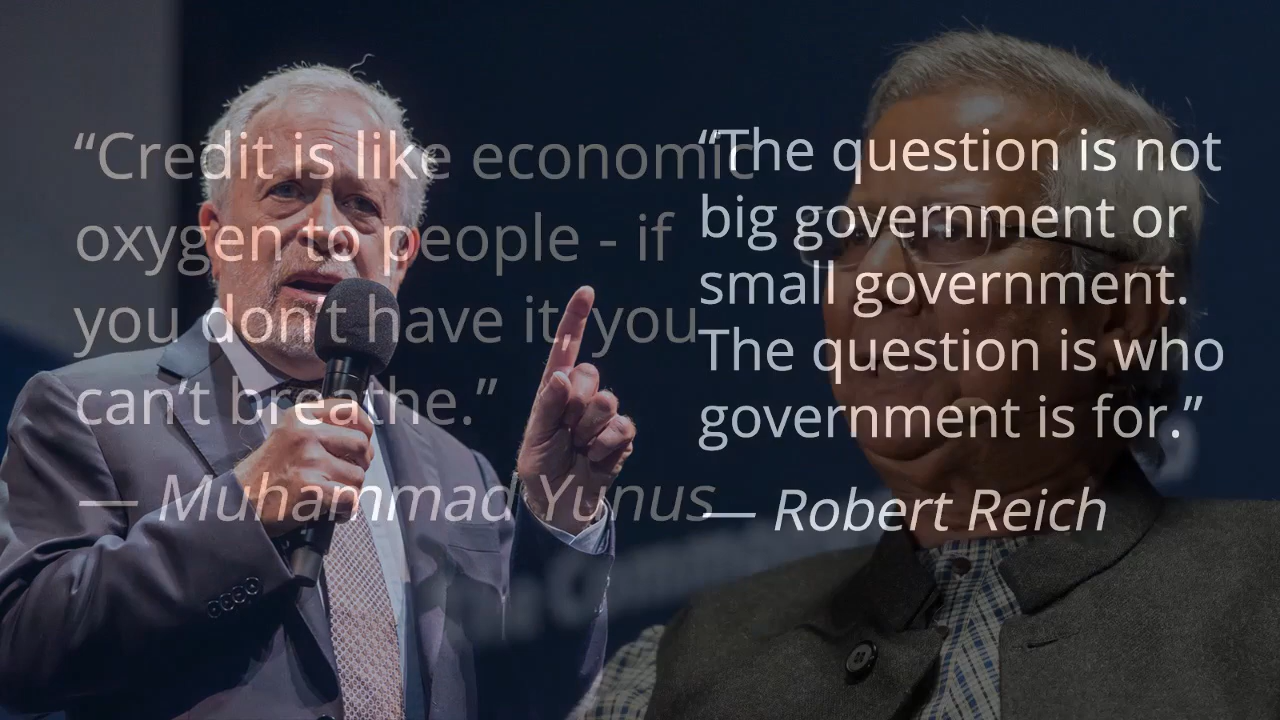 “Credit is like economic
oxygen to people - if
you don’t have it, you
can’t breathe.”
— Muhammad Yunus
“The question is not
big government or
small government.
The question is who
government is for.”
— Robert Reich